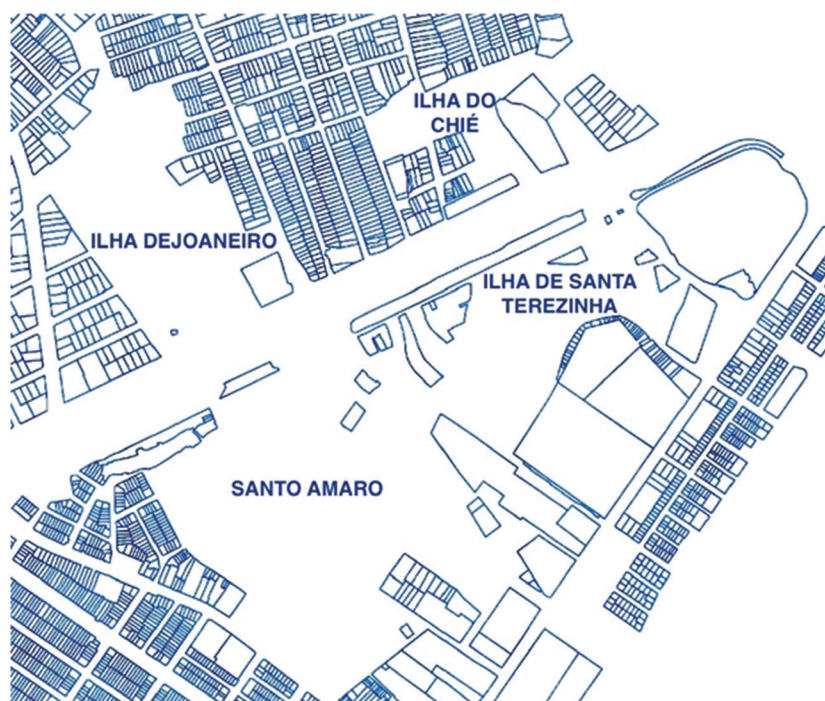 ILHA DO
CHIÉ
ILHA DEJOANEIRO
ILHA DE SANTA
TEREZINHA
SANTO AMARO